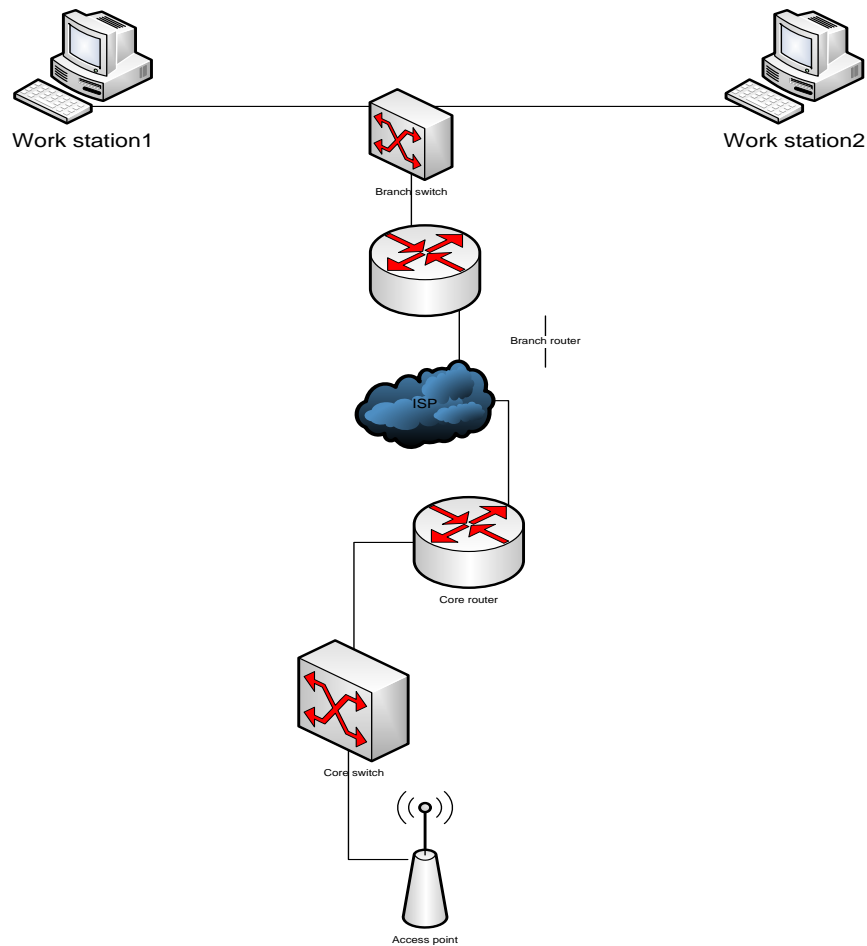 Work station1
Work station2
Branch switch
Branch router
ISP
Core router
Core switch
Access point